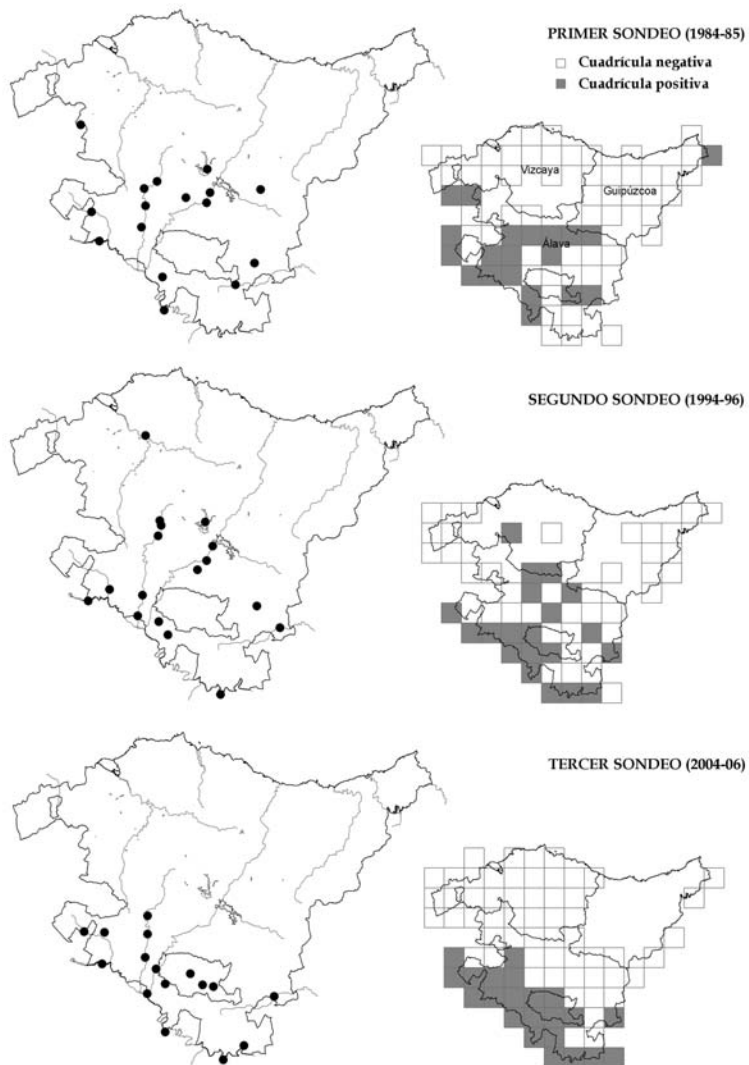 PRIMER SONDEO (1984-85)
Cuadrícula negativa
Cuadrícula positiva
Vizcaya
Guipúzcoa
Álava
SEGUNDO SONDEO (1994-96)
TERCER SONDEO (2004-06)